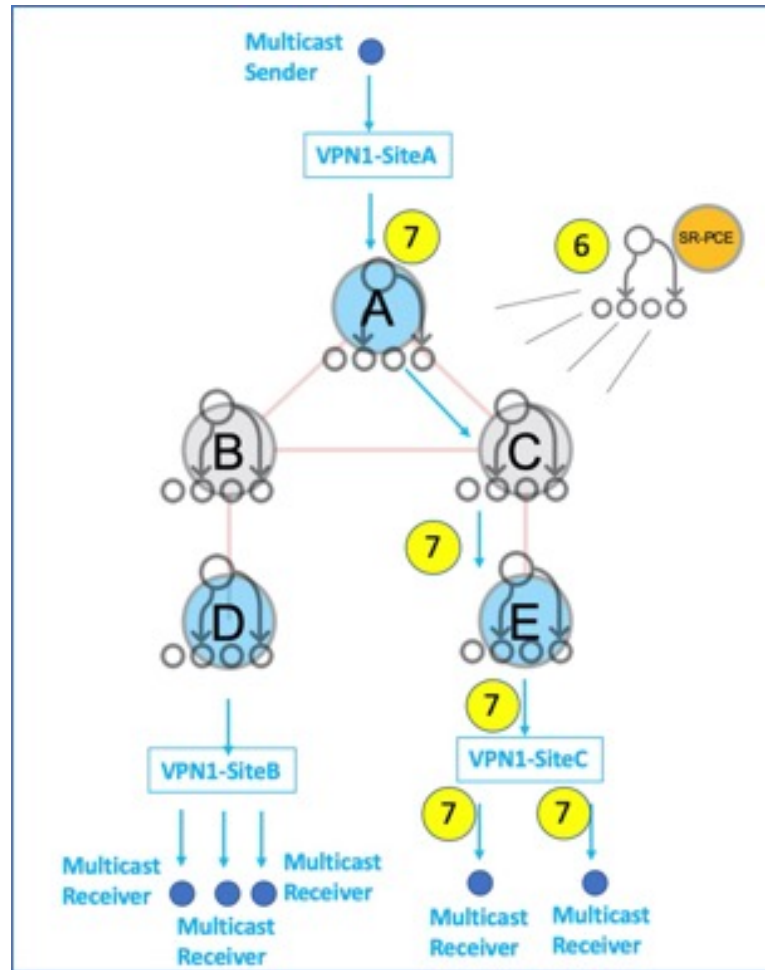 Multicast
Sender
VPN1-SiteA
7
6
SR-PCE
A
B
C
7
D
E
7
VPN1-SiteB
VPN1-SiteC
7
7
Multicast
Receiver
Multicast
Receiver
Multicast
Receiver
Multicast
Receiver
Multicast
Receiver